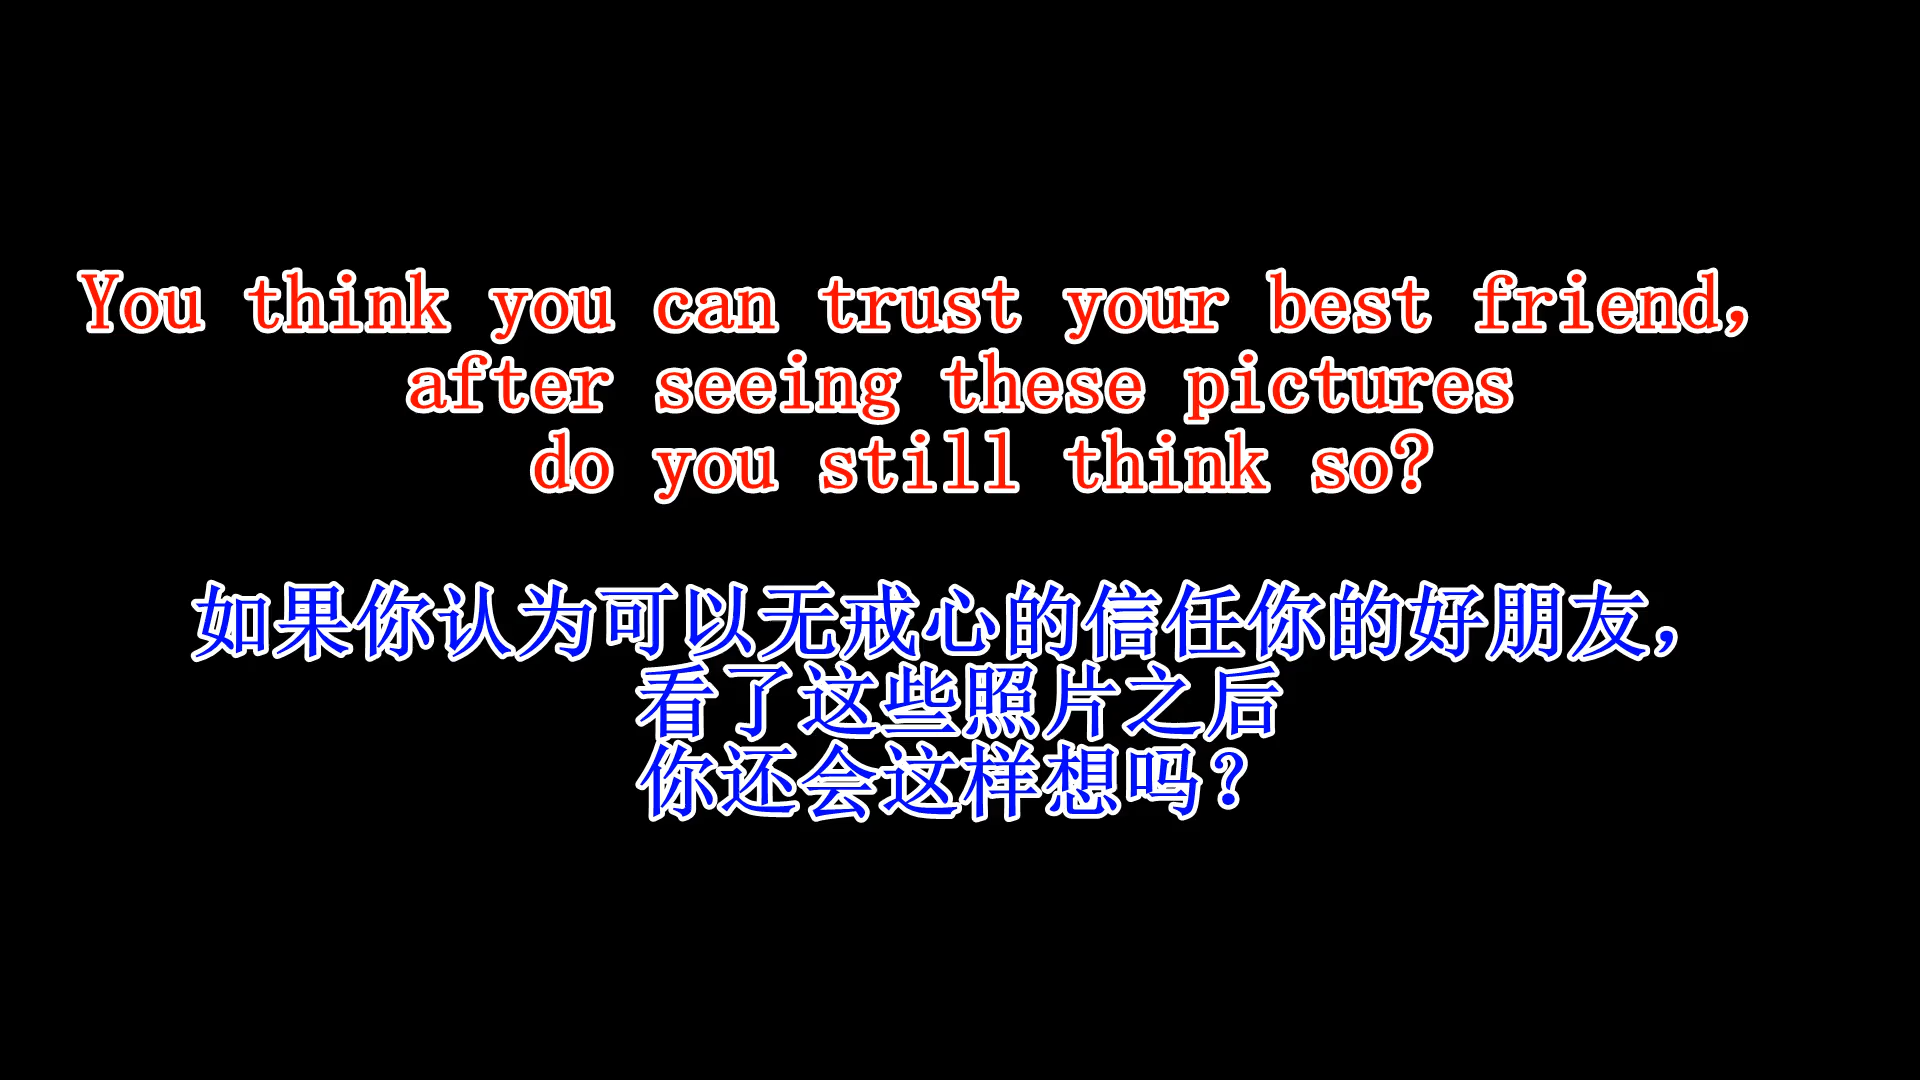 You think you can trust your best friend,
after seeing these pictures
do you still think so?
如果你认为可以无戒心的信任你的好朋友，
看了这些照片之后
你还会这样想吗？